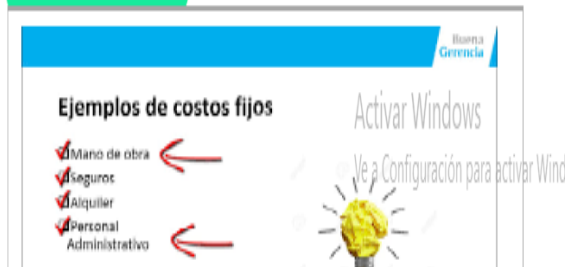 Buena
Gerencia
Ejemplos de costos fijos
Activar Windows
Mano de obra
Ve a Configuración para activar Wind
Seguros
Alquiler
Personal
Administrativo